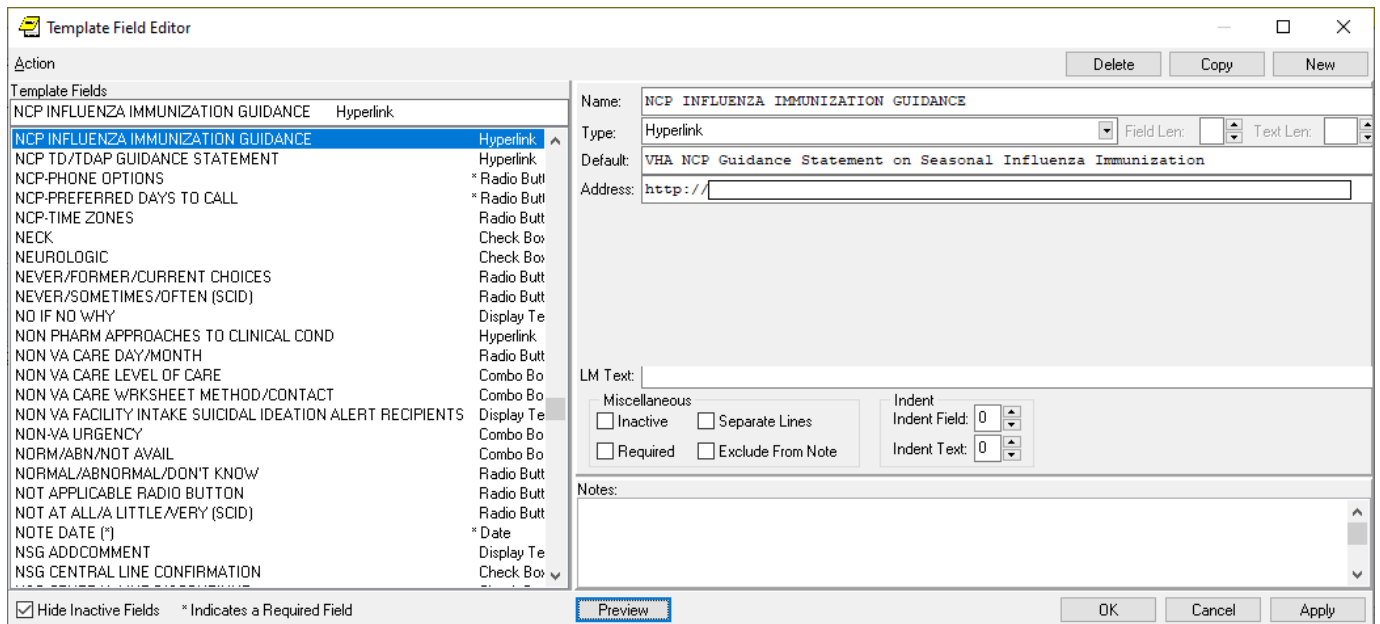 Template Field Editor
Action
Delete Copy New
Template Fields
NCP INFLUENZA IMMUNIZATION GUIDANCE Hyperlink
NCP INFLUENZA IMMUNIZATION GUIDANCE Hyperlink
NCP TD/TDAP GUIDANCE STATEMENT Hyperlink
NCP-PHONE OPTIONS * Radio Butt
NCP-PREFERRED DAYS TO CALL * Radio Butt
NCP-TIME ZONES Radio Butt
NECK Check Box
NEUROLOGIC Check Box
NEVER/FORMER/CURRENT CHOICES Radio Butt
NEVER/SOMETIMES/OFTEN (SCID) Radio Butt
NO IF NO WHY Display Te
NON PHARM APPROACHES TO CLINICAL COND Hyperlink
NON VA CARE DAY/MONTH Radio Butt
NON VA CARE LEVEL OF CARE Combo Bo
NON VA CARE WRKSHEET METHOD/CONTACT Combo Bo
NON VA FACILITY INTAKE SUICIDAL IDEATION ALERT RECIPIENTS Display Te
NON-VA URGENCY Combo Bo
NORM/ABN/NOT AVAIL Combo Bo
NORMAL/ABNORMAL/DON'T KNOW Radio Butt
NOT APPLICABLE RADIO BUTTON Radio Butt
NOT AT ALL/A LITTLE/VERY (SCID) Radio Butt
NOTE DATE (*) * Date
NSG ADDCOMMENT Display Te
NSG CENTRAL LINE CONFIRMATION Check Box
Name: NCP INFLUENZA IMMUNIZATION GUIDANCE
Type: Hyperlink Field Len: Text Len:
Default: VHA NCP Guidance Statement on Seasonal Influenza Immunization
Address: http://
LM Text:
Miscellaneous
Inactive Separate Lines
Required Exclude From Note
Indent
Indent Field: 0
Indent Text: 0
Notes:
Hide Inactive Fields * Indicates a Required Field
Preview OK Cancel Apply